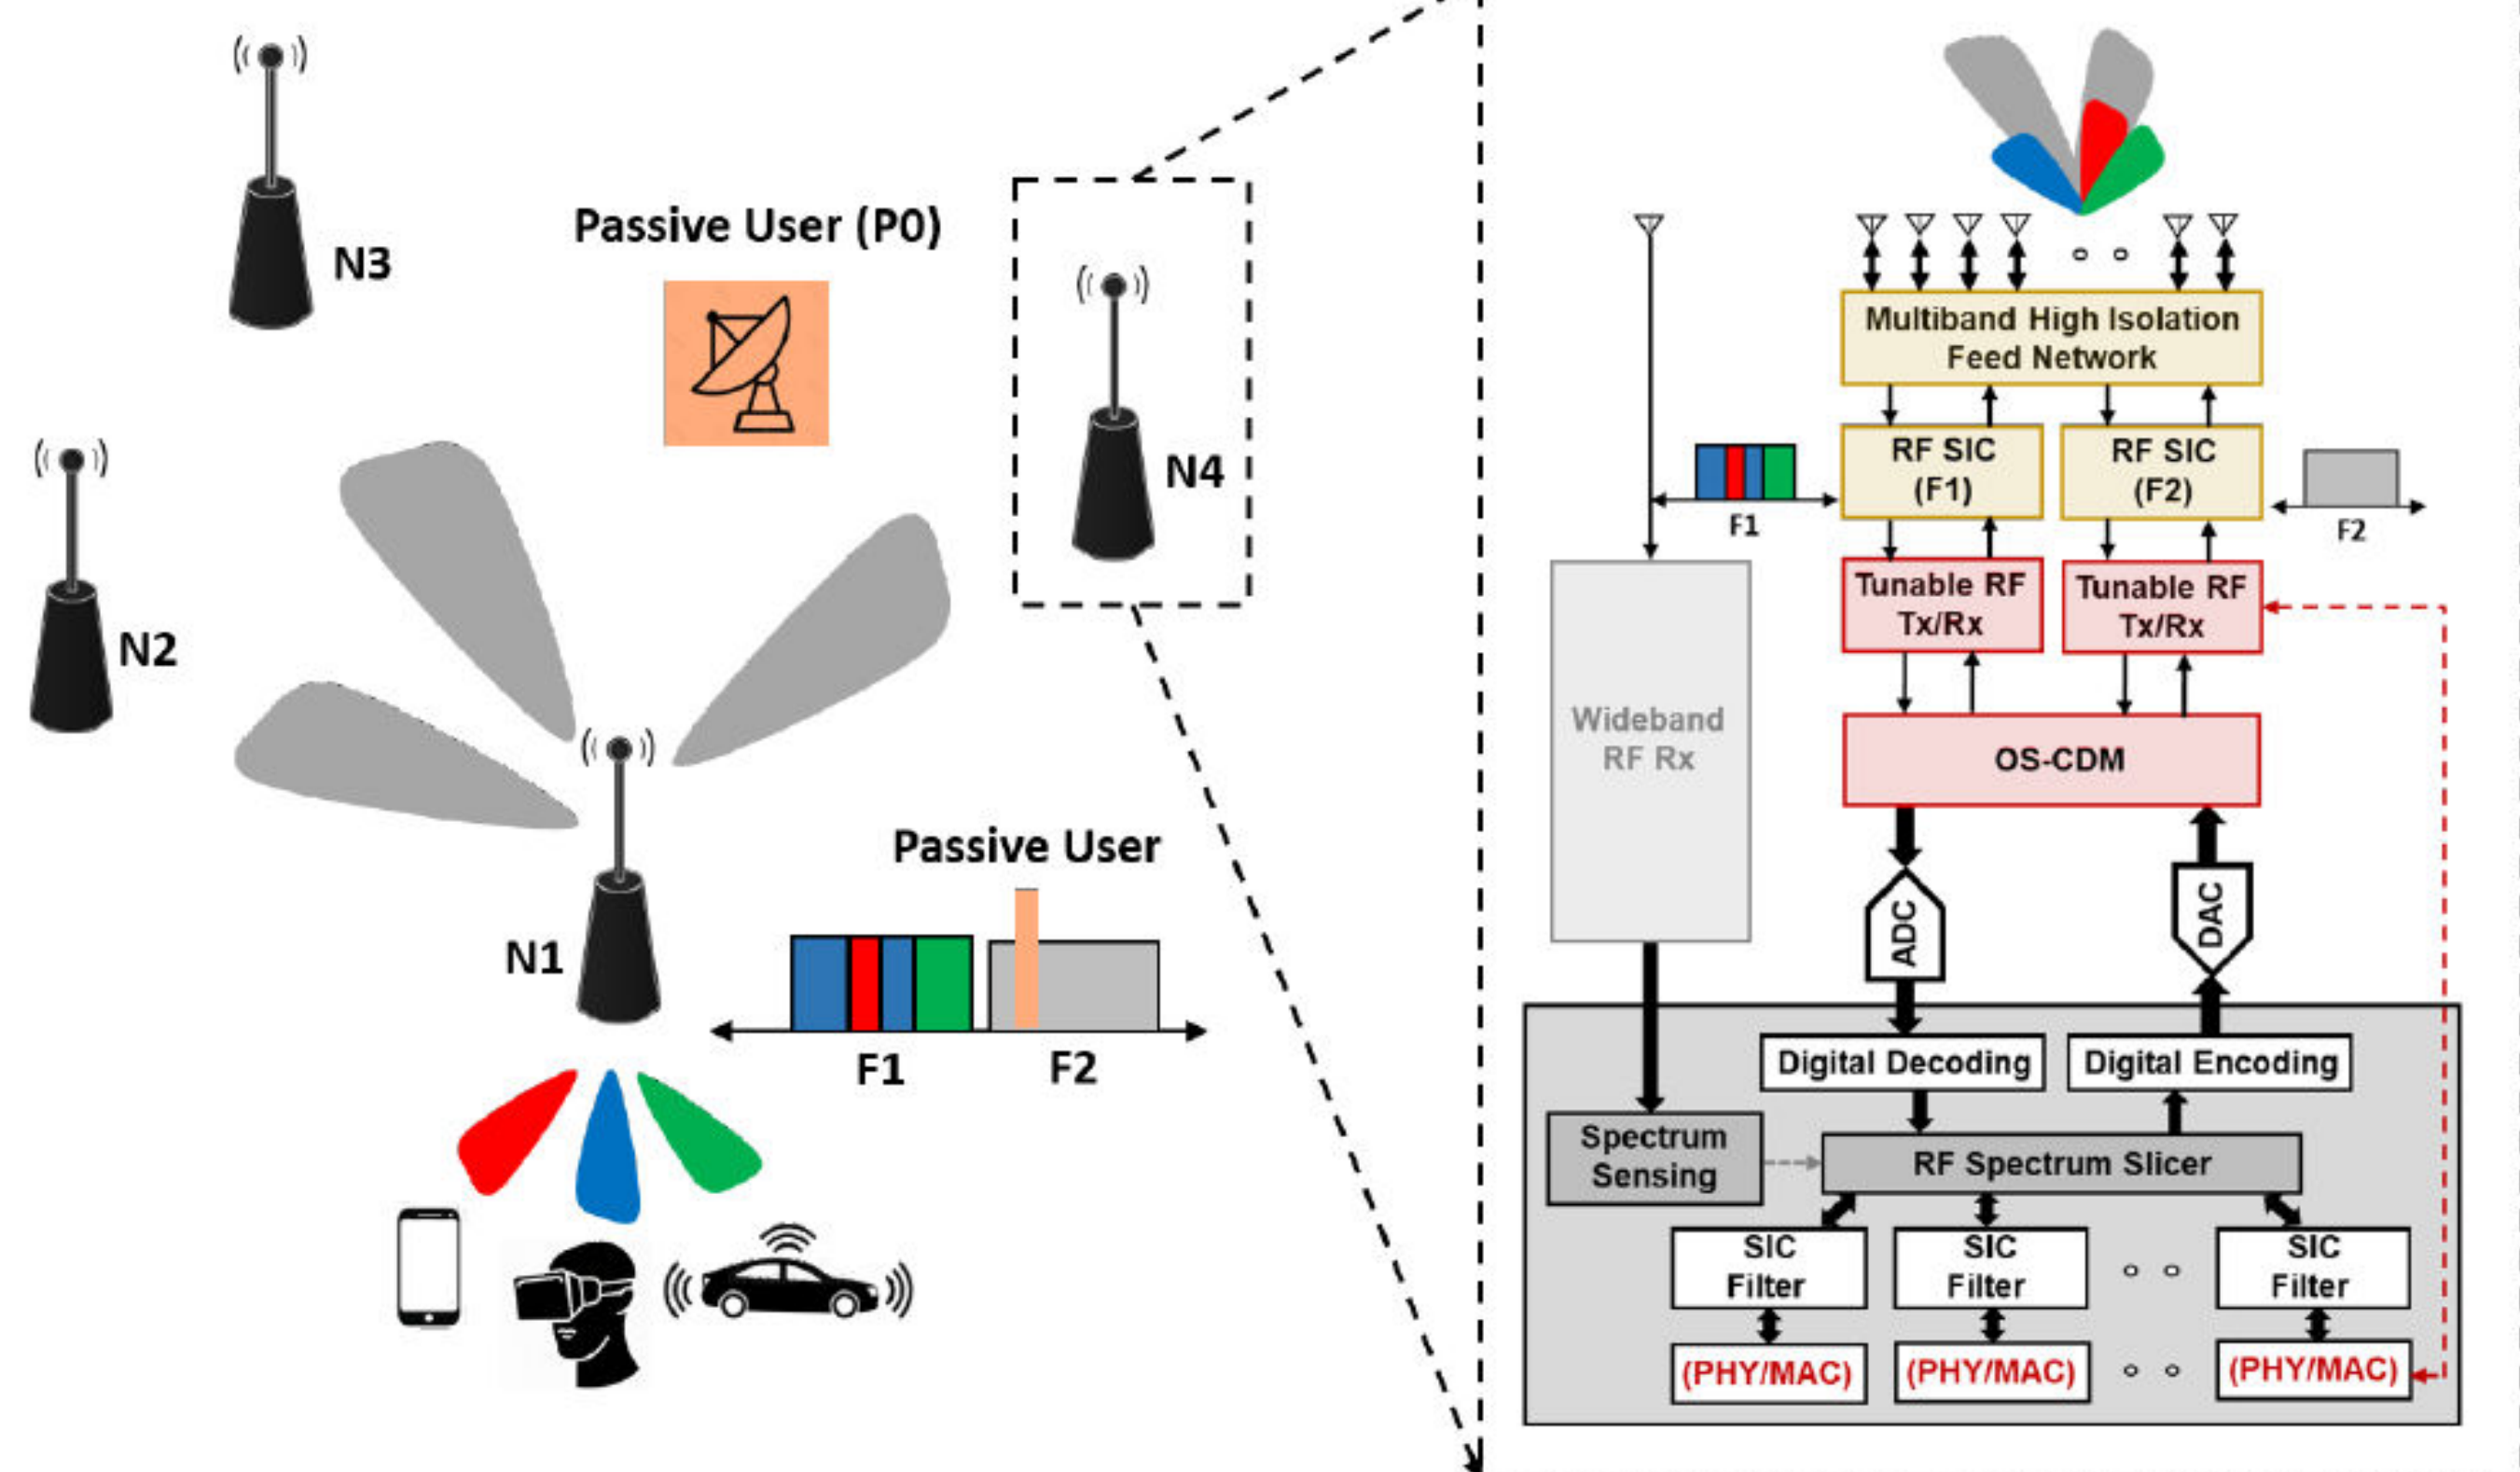 N3
Passive User (P0)
N4
N2
N1
Passive User
F1
F2
Multiband High Isolation
Feed Network
RF SIC
(F1)
RF SIC
(F2)
F1
F2
Tunable RF
Tx/Rx
Tunable RF
Tx/Rx
Wideband
RF Rx
OS-CDM
ADC
DAC
Digital Decoding
Digital Encoding
Spectrum
Sensing
RF Spectrum Slicer
SIC
Filter
SIC
Filter
SIC
Filter
(PHY/MAC)
(PHY/MAC)
(PHY/MAC)